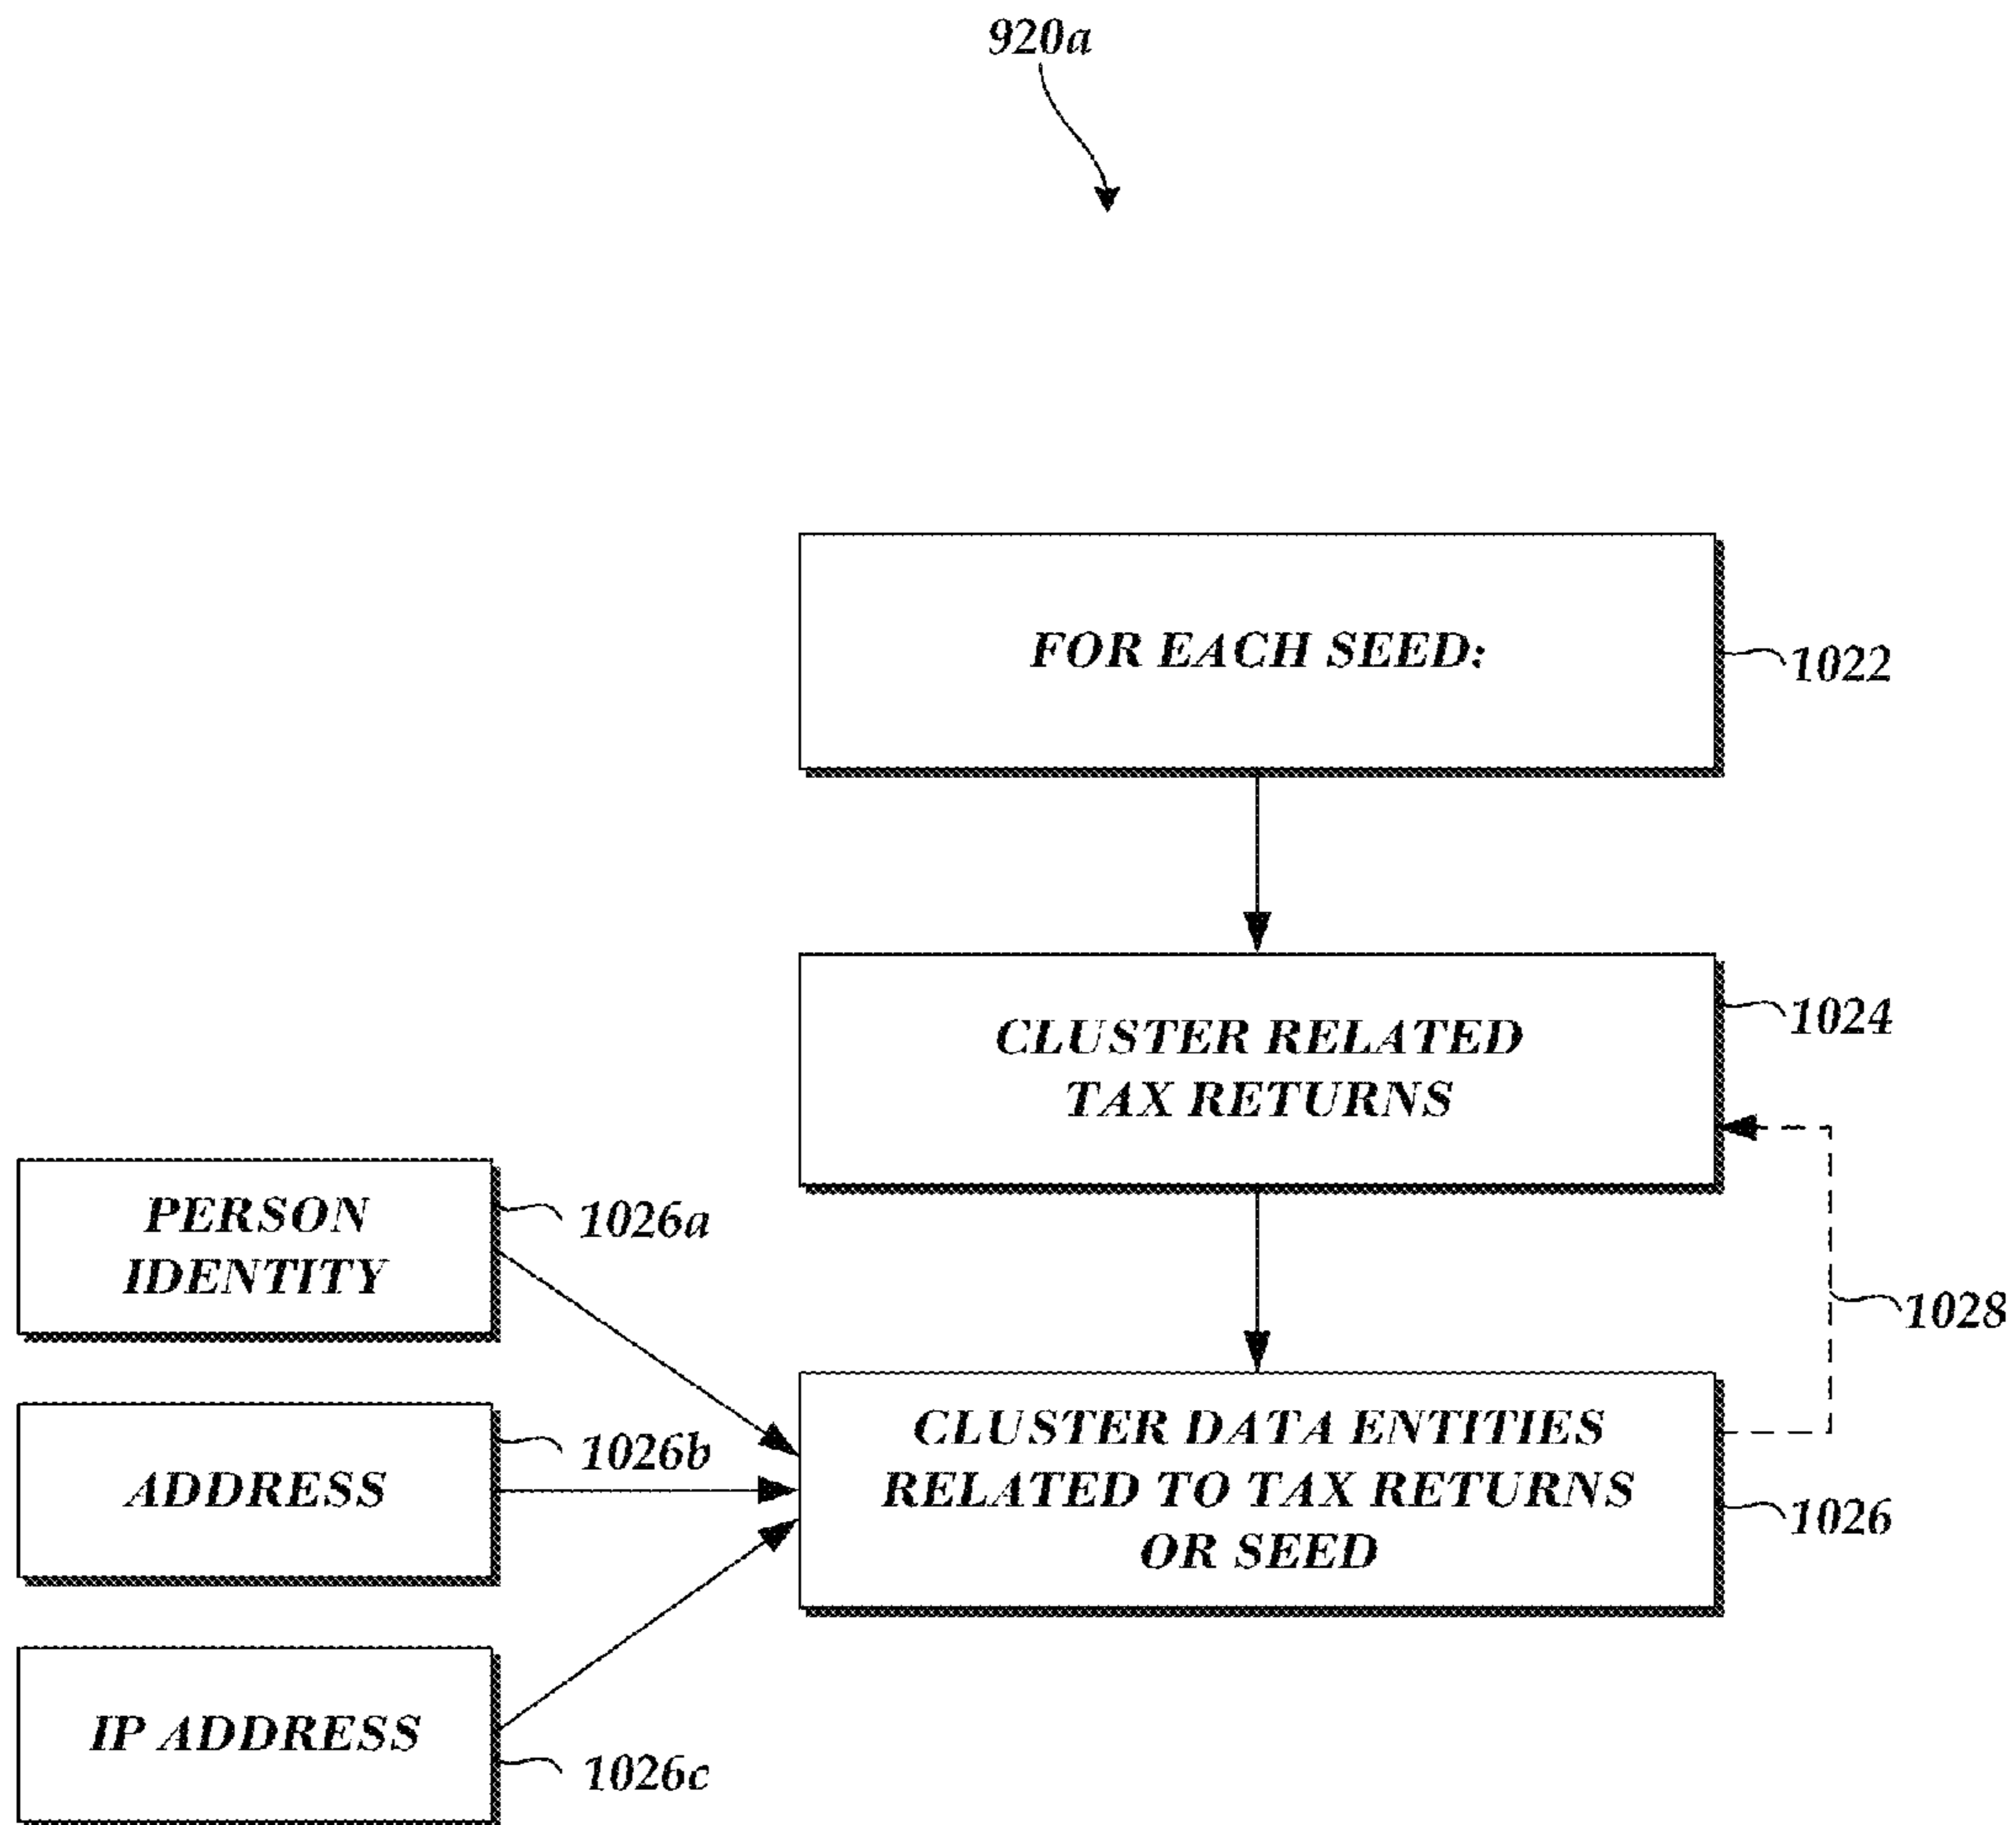 920a
FOR EACH SEED:
1022
CLUSTER RELATED
TAX RETURNS
1024
PERSON
IDENTITY
1026a
1028
ADDRESS
1026b
CLUSTER DATA ENTITIES
RELATED TO TAX RETURNS
OR SEED
1026
IP ADDRESS
1026c